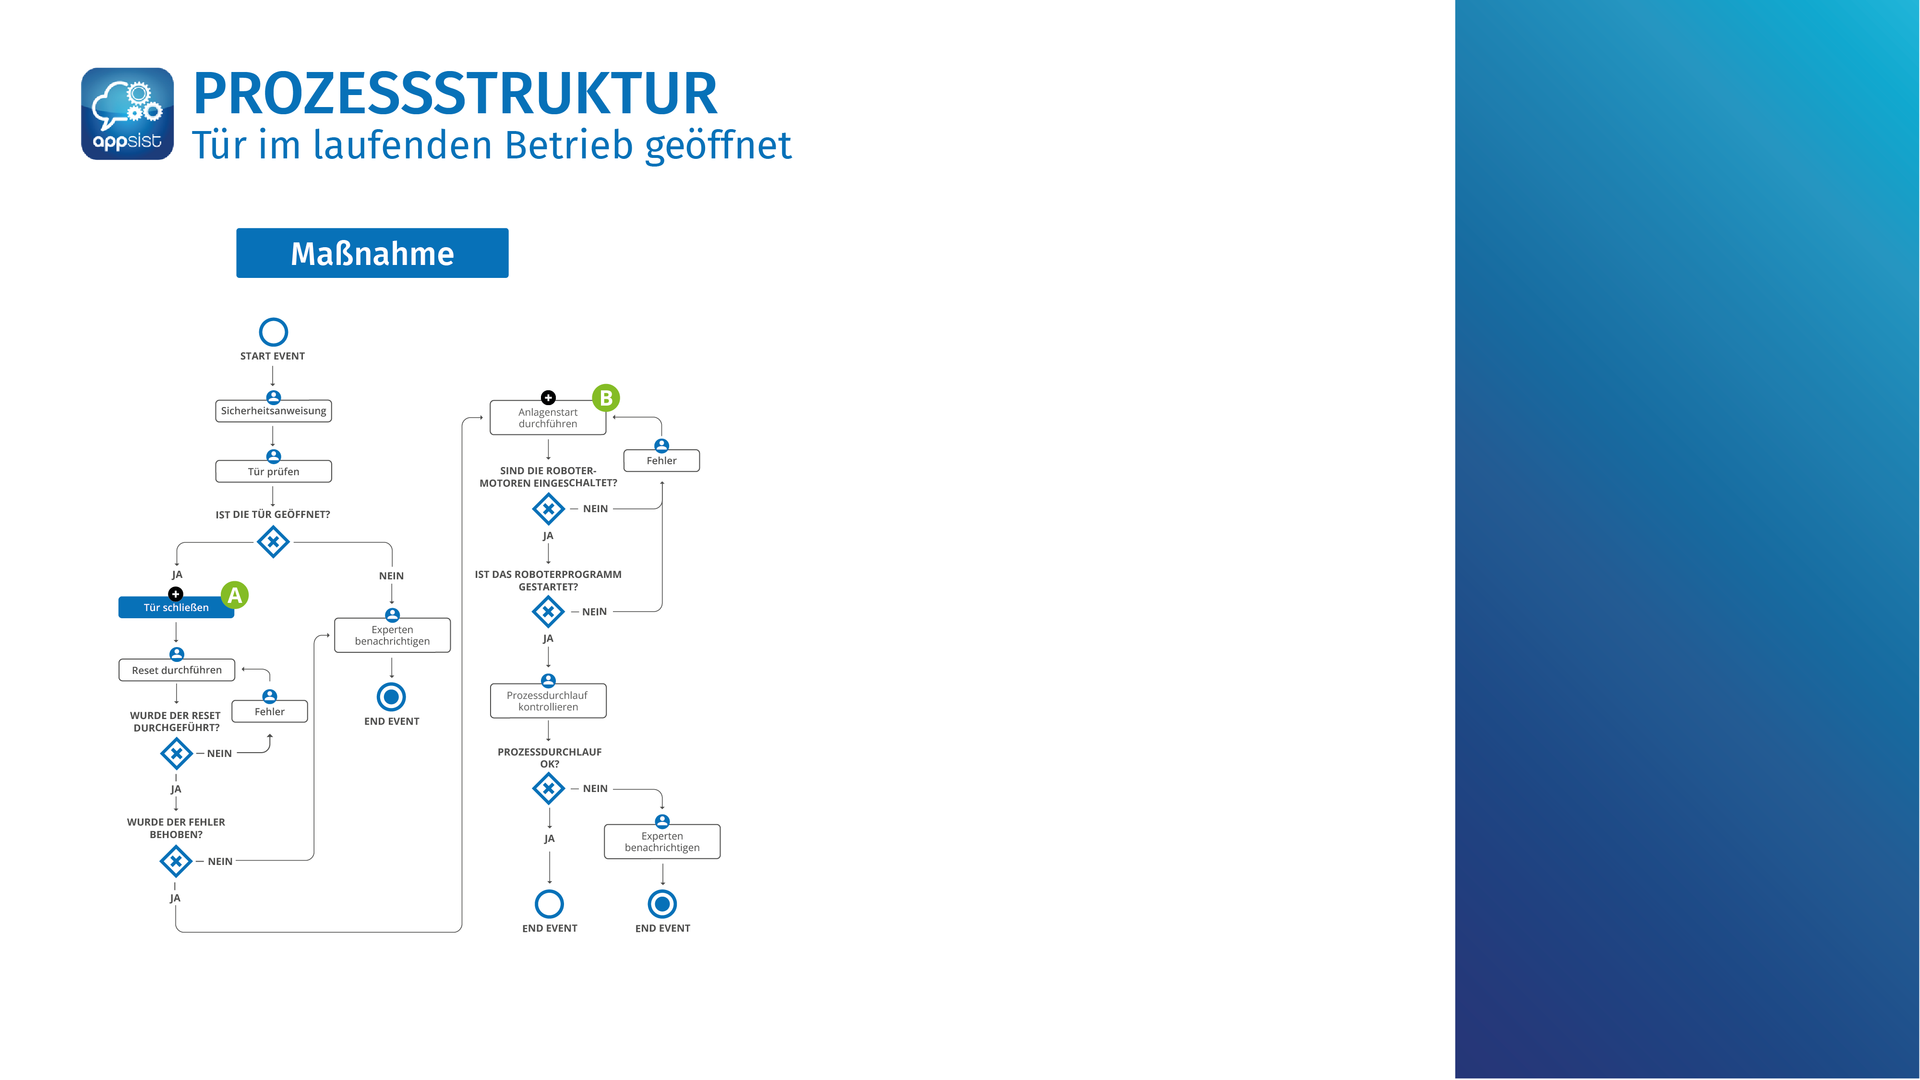 appsist
PROZESSSTRUKTUR
Tür im laufenden Betrieb geöffnet
Maßnahme
START EVENT
Sicherheitsanweisung
Tür prüfen
IST DIE TÜR GEÖFFNET?
JA
NEIN
Tür schließen
A
Experten
benachrichtigen
END EVENT
Reset durchführen
Fehler
WURDE DER RESET
DURCHGEFÜHRT?
NEIN
JA
WURDE DER FEHLER
BEHOBEN?
NEIN
JA
Anlagenstart
durchführen
B
Fehler
SIND DIE ROBOTER-
MOTOREN EINGESCHALTET?
NEIN
JA
IST DAS ROBOTERPROGRAMM
GESTARTET?
NEIN
JA
Prozessdurchlauf
kontrollieren
PROZESSDURCHLAUF
OK?
NEIN
JA
Experten
benachrichtigen
END EVENT
END EVENT